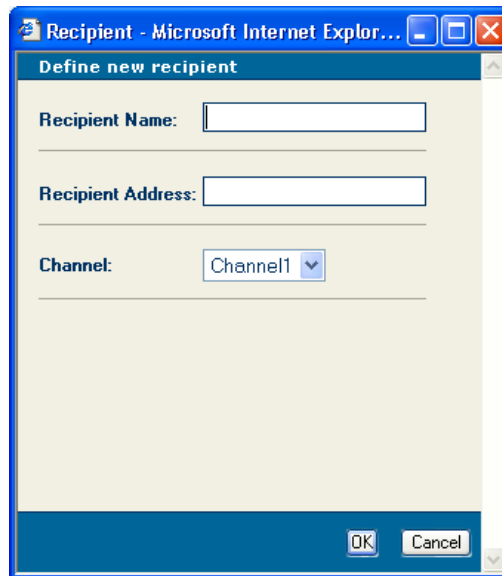 Recipient - Microsoft Internet Explor...
Define new recipient
Recipient Name:
Recipient Address:
Channel: Channel1
OK Cancel